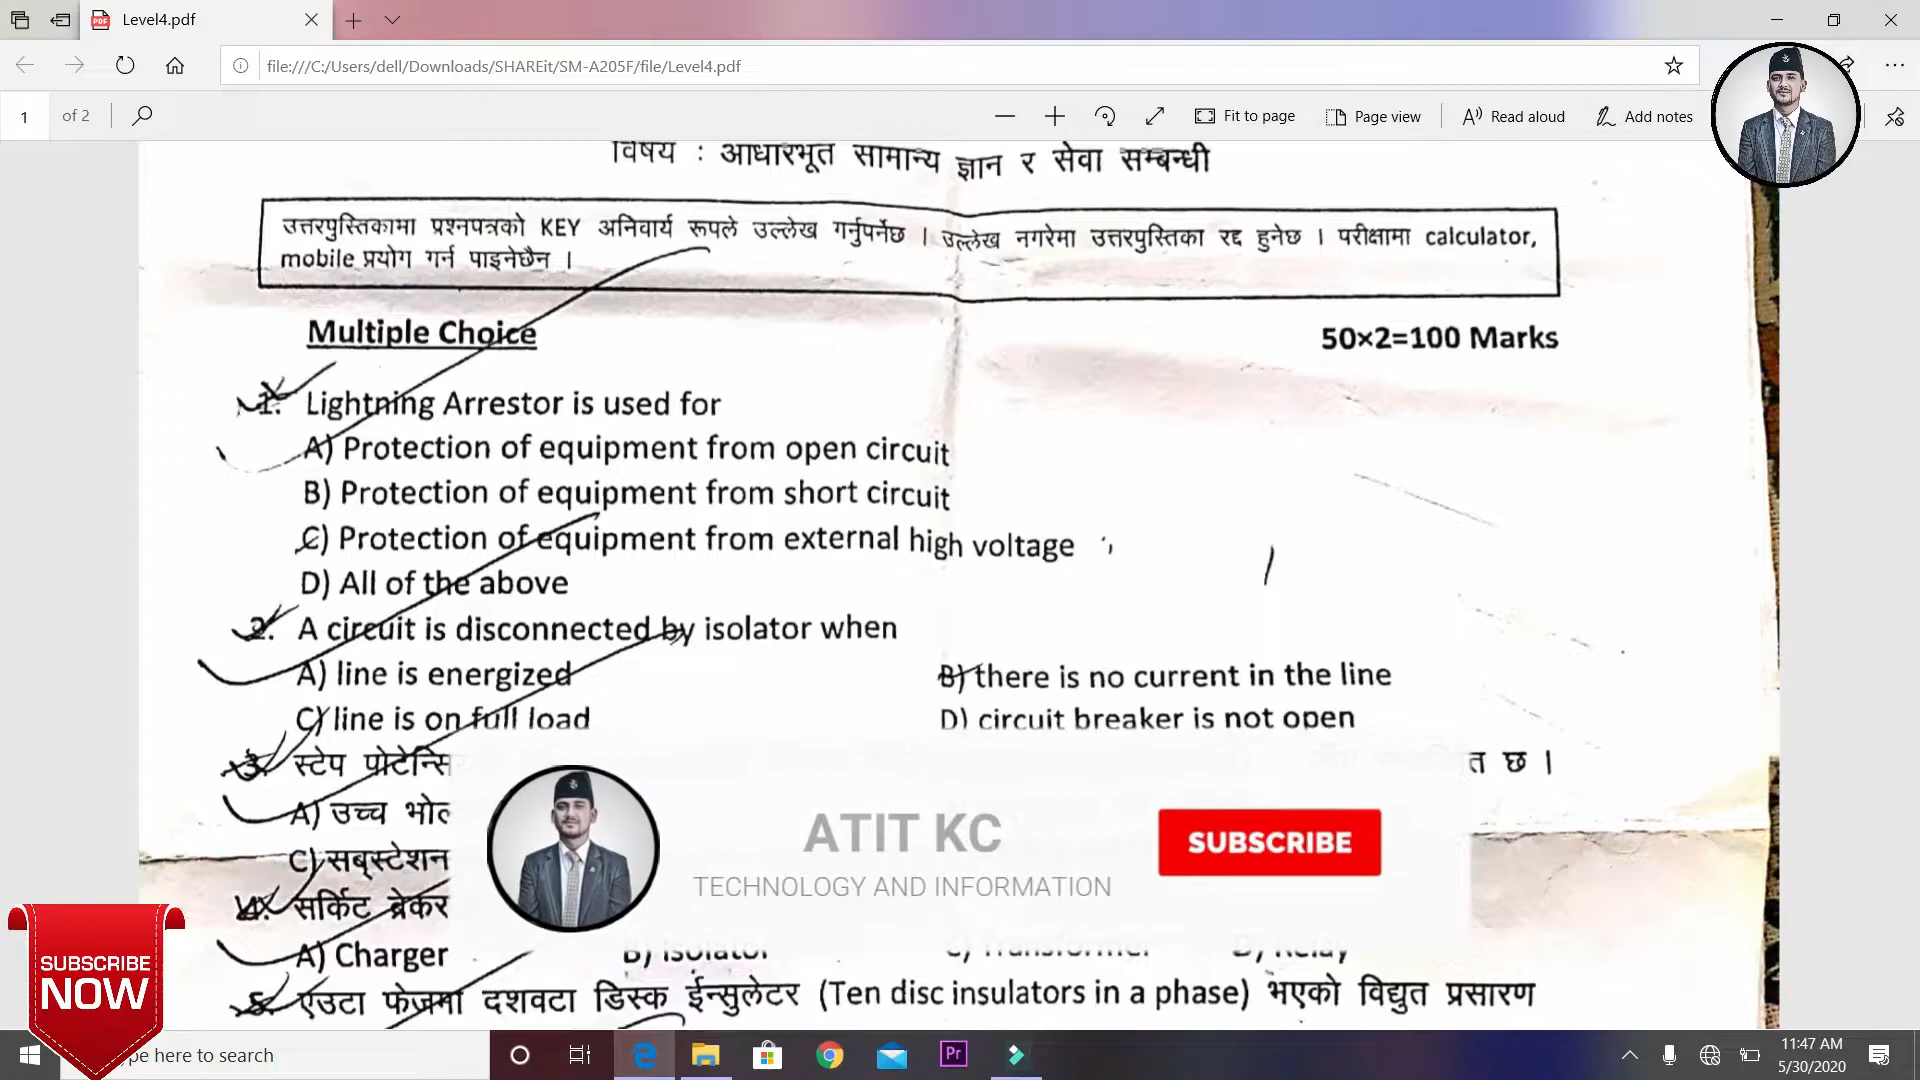 Level4.pdf
file:///C:/Users/dell/Downloads/SHAREit/SM-A205F/file/Level4.pdf
1 of 2
Fit to page
Page view
Read aloud
Add notes
विषय : आधारभूत सामान्य ज्ञान र सेवा सम्बन्धी
उत्तरपुस्तिकामा प्रश्नपत्रको KEY अनिवार्य रूपले उल्लेख गर्नुपर्नेछ । उल्लेख नगरेमा उत्तरपुस्तिका रद्द हुनेछ । परीक्षामा calculator,
mobile प्रयोग गर्न पाइनेछैन ।
Multiple Choice 50×2=100 Marks
1. Lightning Arrestor is used for
A) Protection of equipment from open circuit
B) Protection of equipment from short circuit
C) Protection of equipment from external high voltage
D) All of the above
2. A circuit is disconnected by isolator when
A) line is energized B) there is no current in the line
C) line is on full load D) circuit breaker is not open
3. स्टेप छ ।
A) उच्च
C) सब्स्टेशन
4. सर्किट ब्रेकर
A) Charger B) Isolator C) Transformer D) Relay
5. एउटा फेजमा दशवटा डिस्क ईन्सुलेटर (Ten disc insulators in a phase) भएको विद्युत प्रसारण
ATIT KC
TECHNOLOGY AND INFORMATION
SUBSCRIBE
SUBSCRIBE
NOW
pe here to search
Pr
11:47 AM
5/30/2020